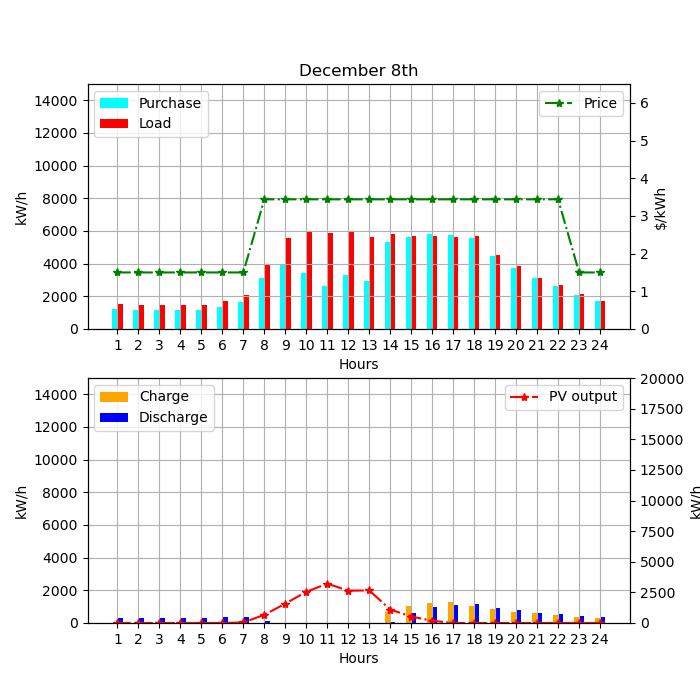 December 8th
14000
12000
10000
8000
6000
4000
2000
0
kW/h
Purchase
Load
Price
6
5
4
3
2
1
0
$/kWh
1 2 3 4 5 6 7 8 9 10 11 12 13 14 15 16 17 18 19 20 21 22 23 24
Hours
14000
12000
10000
8000
6000
4000
2000
0
kW/h
Charge
Discharge
PV output
20000
17500
15000
12500
10000
7500
5000
2500
0
kW/h
1 2 3 4 5 6 7 8 9 10 11 12 13 14 15 16 17 18 19 20 21 22 23 24
Hours